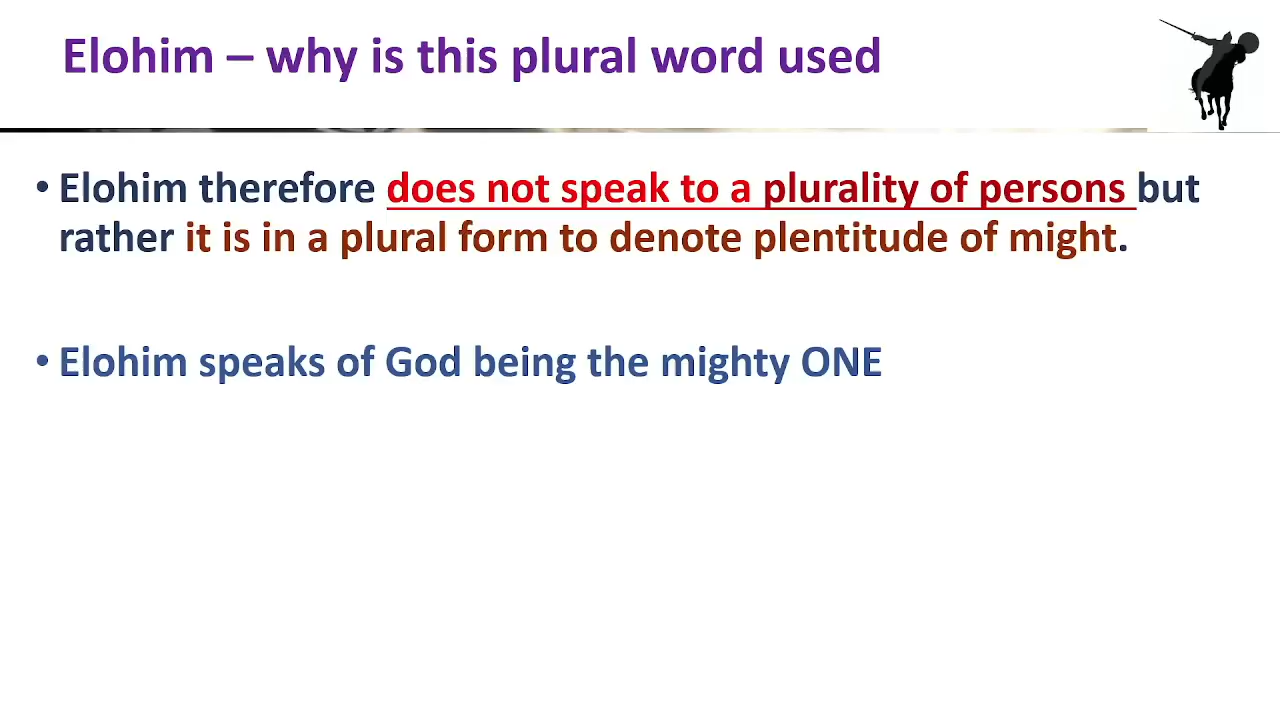 Elohim – why is this plural word used
• Elohim therefore does not speak to a plurality of persons but
rather it is in a plural form to denote plentitude of might.
• Elohim speaks of God being the mighty ONE